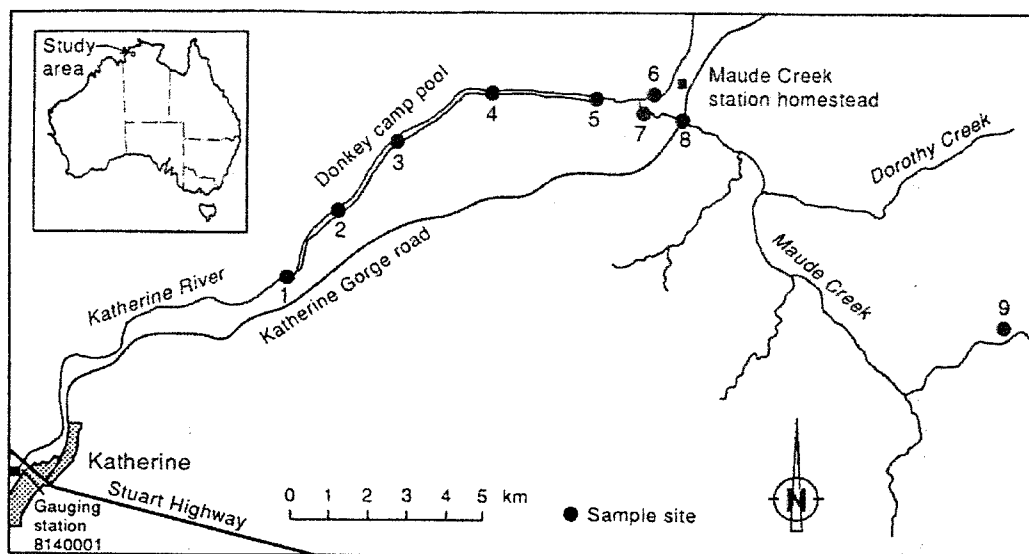 Study
area
Donkey camp pool
4
5
6
7
8
Maude Creek
station homestead
3
2
1
Dorothy Creek
Maude Creek
9
Katherine River
Katherine Gorge road
Katherine
Stuart Highway
Gauging
station
8140001
0 1 2 3 4 5 km
Sample site
N